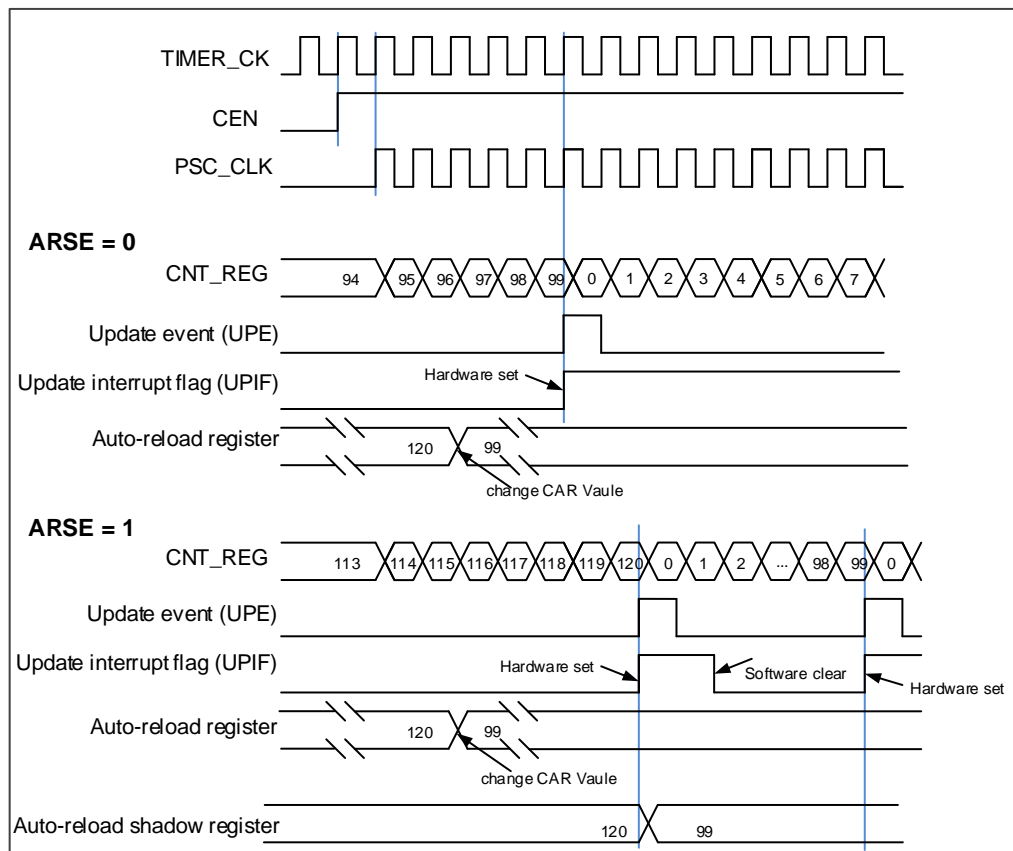 TIMER_CK
CEN
PSC_CLK
ARSE = 0
CNT_REG 94 95 96 97 98 99 0 1 2 3 4 5 6 7
Update event (UPE)
Update interrupt flag (UPIF) Hardware set
Auto-reload register 120 99
change CAR Vaule
ARSE = 1
CNT_REG 113 114 115 116 117 118 119 120 0 1 2 ... 98 99 0
Update event (UPE)
Update interrupt flag (UPIF) Hardware set Software clear Hardware set
Auto-reload register 120 99
change CAR Vaule
Auto-reload shadow register 120 99